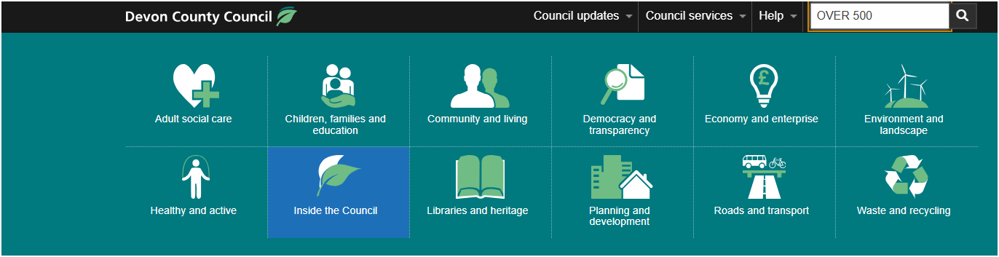 Devon County Council
Council updates
Council services
Help
OVER 500
Adult social care
Children, families and
education
Community and living
Democracy and
transparency
£
Economy and enterprise
Environment and
landscape
Healthy and active
Inside the Council
Libraries and heritage
Planning and
development
Roads and transport
Waste and recycling